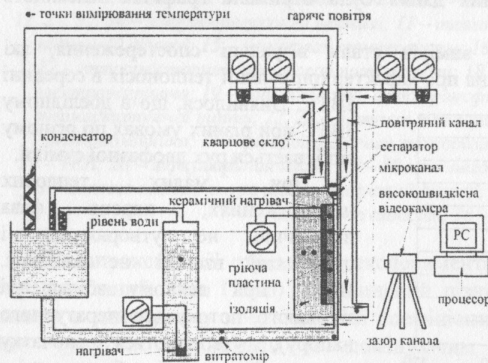 точки вимірювання температури
гаряче повітря
повітряний канал
кварцове скло
сепаратор
конденсатор
мікроканал
керамічний нагрівач
високошвидкісна
відеокамера
рівень води
PC
гріюча
пластина
ізоляція
процесор
нагрівач
витратомір
зазор канала